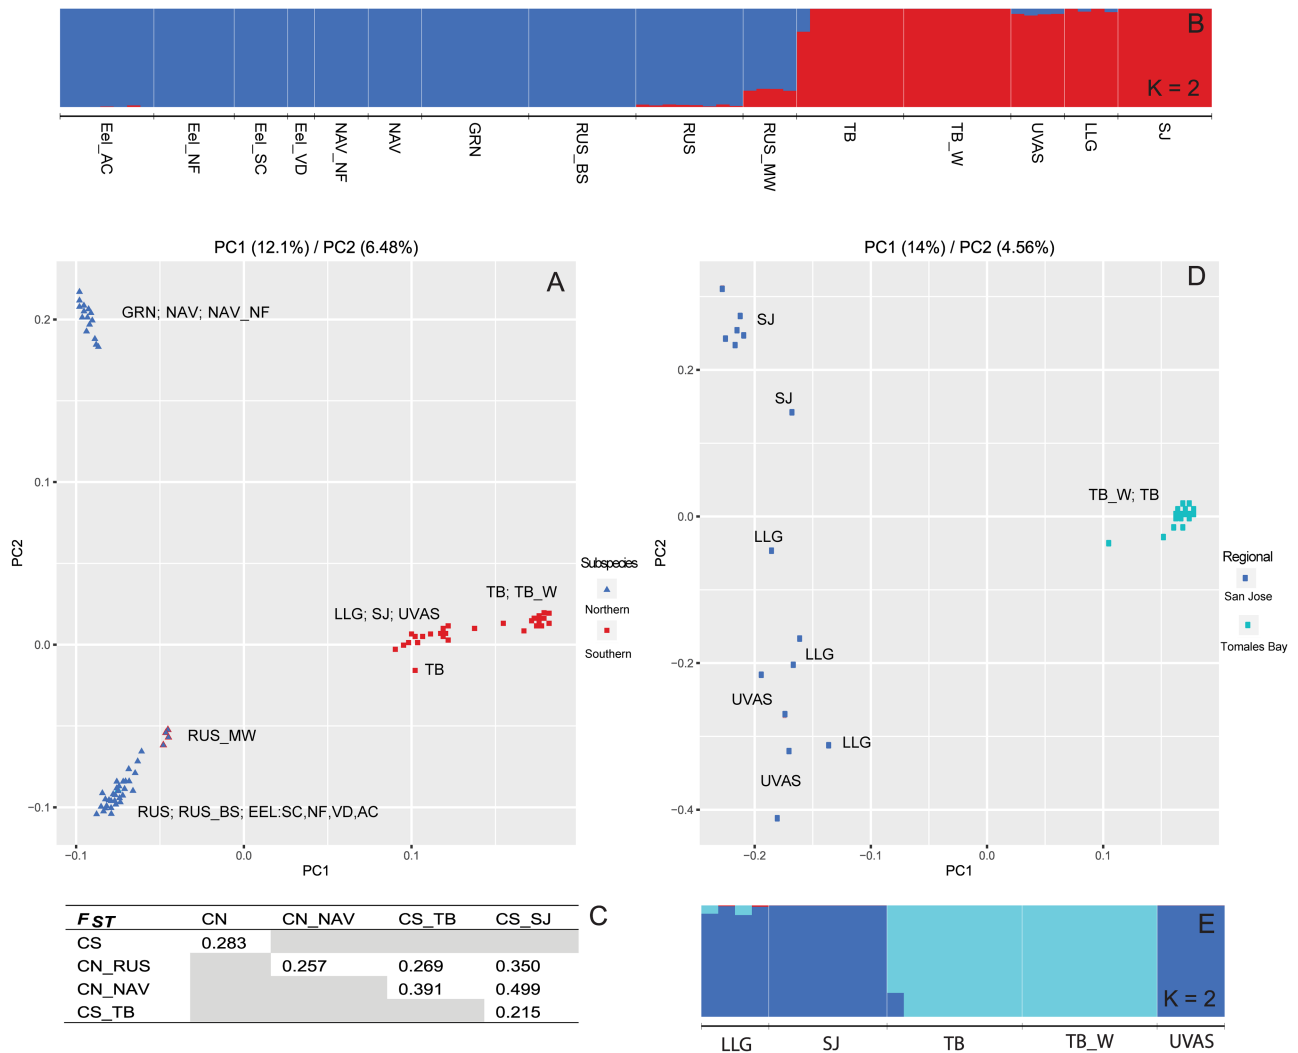 B
K = 2
Eel_AC
Eel_NF
Eel_SC
Eel_VD
NAV_NF
NAV
GRN
RUS_BS
RUS
RUS_MW
TB
TB_W
UVAS
LLG
SJ
PC1 (12.1%) / PC2 (6.48%)
A
GRN; NAV; NAV_NF
0.2
0.1
PC2
TB; TB_W
LLG; SJ; UVAS
0.0
TB
RUS_MW
−0.1
RUS; RUS_BS; EEL:SC,NF,VD,AC
−0.1
0.0
0.1
PC1
Subspecies
Northern
Southern
PC1 (14%) / PC2 (4.56%)
D
SJ
0.2
SJ
TB_W; TB
0.0
LLG
PC2
LLG
−0.2
UVAS
LLG
UVAS
−0.4
−0.2
−0.1
0.0
0.1
PC1
Regional
San Jose
Tomales Bay
C
FST CN CN_NAV CS_TB CS_SJ
CS 0.283
CN_RUS 0.257 0.269 0.350
CN_NAV 0.391 0.499
CS_TB 0.215
E
K = 2
LLG
SJ
TB
TB_W
UVAS